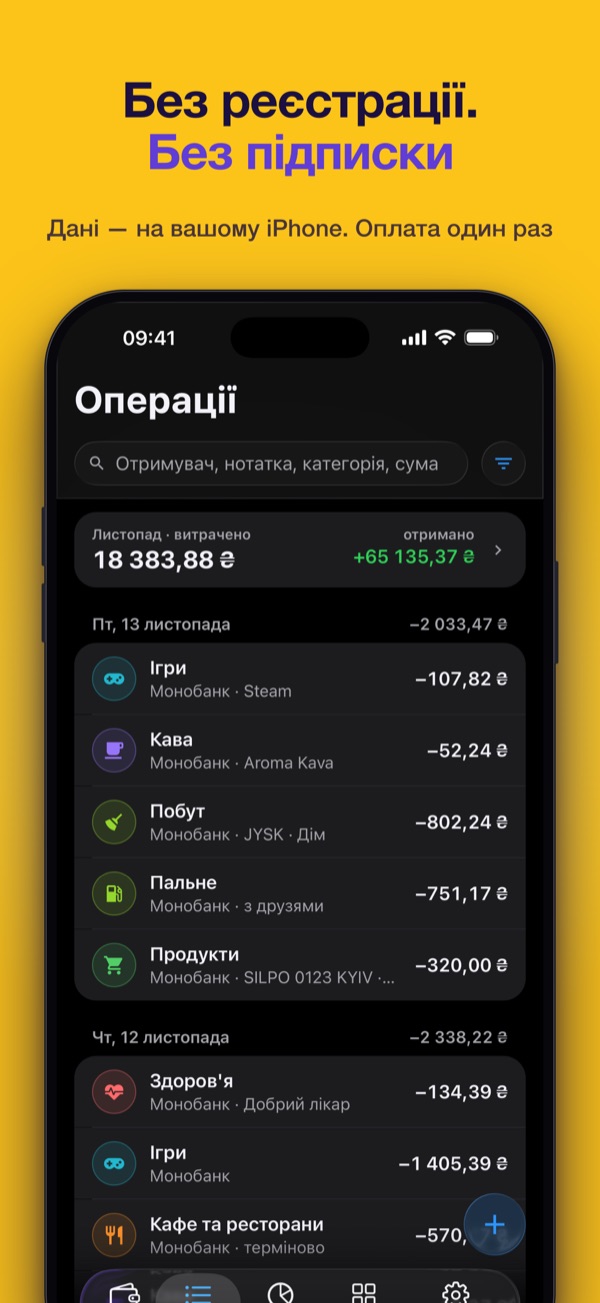 Без реєстрації.
Без підписки
Дані — на вашому iPhone. Оплата один раз
09:41
Операції
Отримувач, нотатка, категорія, сума
Листопад · витрачено отримано
18 383,88 ₴ +65 135,37 ₴
Пт, 13 листопада −2 033,47 ₴
Ігри
Монобанк · Steam
−107,82 ₴
Кава
Монобанк · Aroma Kava
−52,24 ₴
Побут
Монобанк · JYSK · Дім
−802,24 ₴
Пальне
Монобанк · з друзями
−751,17 ₴
Продукти
Монобанк · SILPO 0123 KYIV ·...
−320,00 ₴
Чт, 12 листопада −2 338,22 ₴
Здоров'я
Монобанк · Добрий лікар
−134,39 ₴
Ігри
Монобанк
−1 405,39 ₴
Кафе та ресторани
Монобанк · терміново
−570,